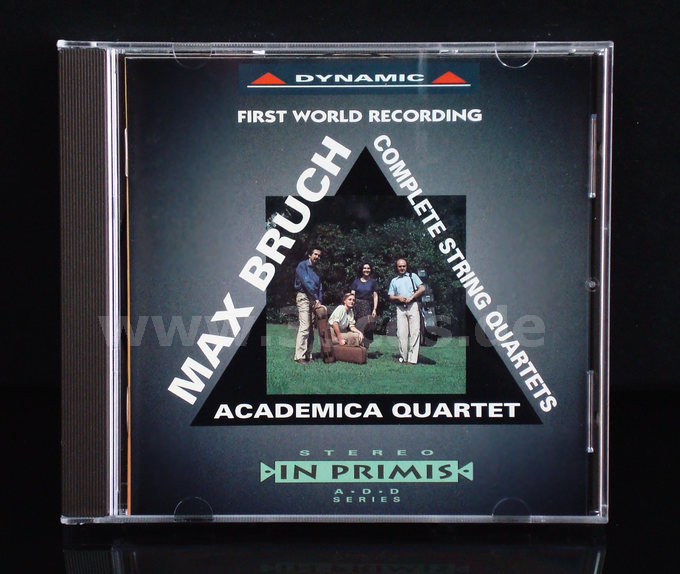 DYNAMIC
FIRST WORLD RECORDING
MAX BRUCH
COMPLETE STRING QUARTETS
ACADEMICA QUARTET
STEREO
IN PRIMIS
A•D•D
SERIES